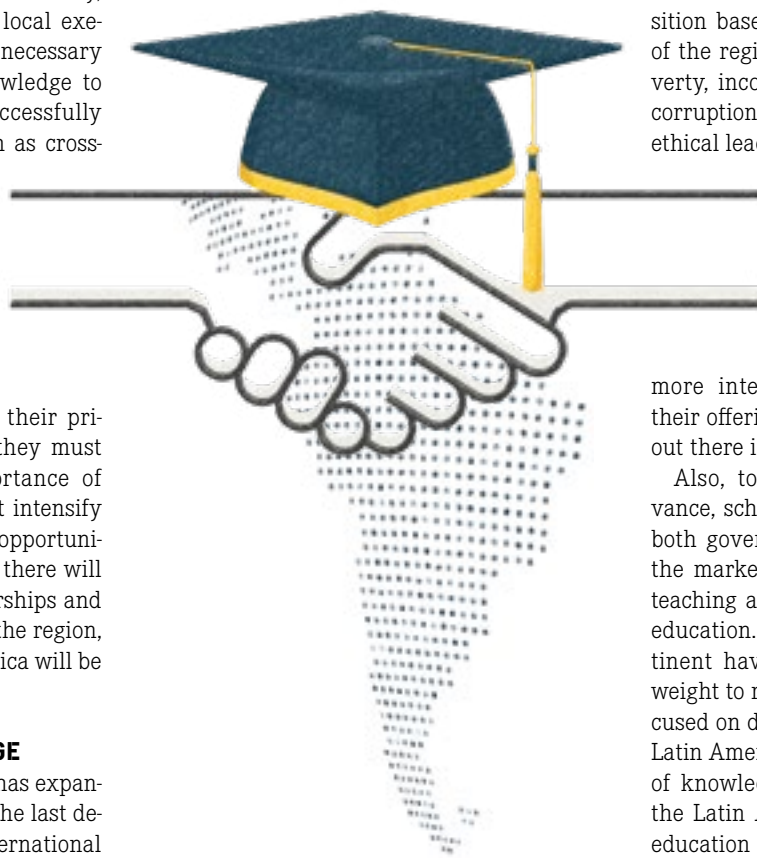 local exe-
necessary
wledge to
ccessfully
n as cross-
their pri-
they must
ortance of
t intensify
opportuni-
there will
rships and
the region,
ica will be
GE
has expan-
he last de-
ernational
sition base
of the regi
verty, inco
corruption
ethical lea
more inte
their offeri
out there i
Also, to
vance, sch
both gover
the marke
teaching a
education.
tinent hav
weight to r
cused on d
Latin Amer
of knowle
the Latin
education